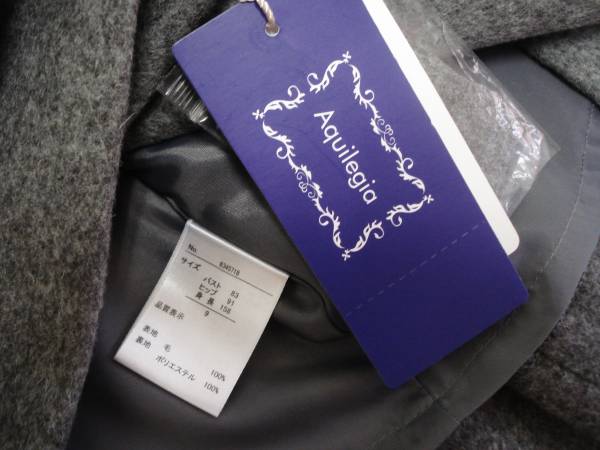 Aquilegia
No. 8345718
サイズ
バスト 83
ヒップ 91
身長 158
9
品質表示
表地 毛 100%
裏地 ポリエステル 100%